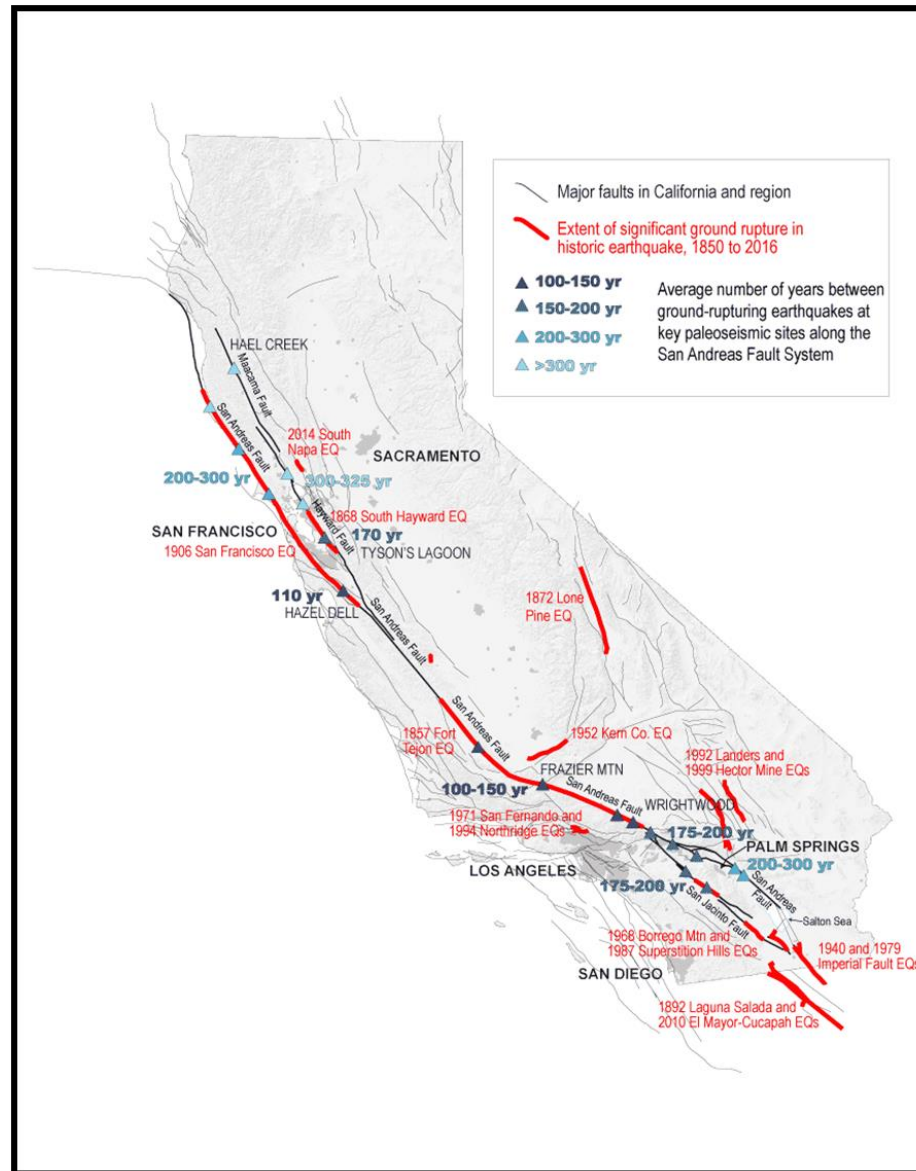 Major faults in California and region
Extent of significant ground rupture in
historic earthquake, 1850 to 2016
100-150 yr
150-200 yr
200-300 yr
>300 yr
Average number of years between
ground-rupturing earthquakes at
key paleoseismic sites along the
San Andreas Fault System
HAEL CREEK
Maacama Fault
San Andreas Fault
2014 South
Napa EQ
SACRAMENTO
200-300 yr
300-325 yr
Hayward Fault
1868 South Hayward EQ
SAN FRANCISCO
170 yr
1906 San Francisco EQ
TYSON'S LAGOON
110 yr
HAZEL DELL
San Andreas Fault
1872 Lone
Pine EQ
San Andreas Fault
1857 Fort
Tejon EQ
1952 Kern Co. EQ
1992 Landers and
1999 Hector Mine EQs
FRAZIER MTN
100-150 yr
San Andreas Fault
WRIGHTWOOD
1971 San Fernando and
1994 Northridge EQs
175-200 yr
PALM SPRINGS
200-300 yr
LOS ANGELES
175-200 yr
San Andreas
Fault
San Jacinto Fault
Salton Sea
1968 Borrego Mtn and
1987 Superstition Hills EQs
1940 and 1979
Imperial Fault EQs
SAN DIEGO
1892 Laguna Salada and
2010 El Mayor-Cucapah EQs